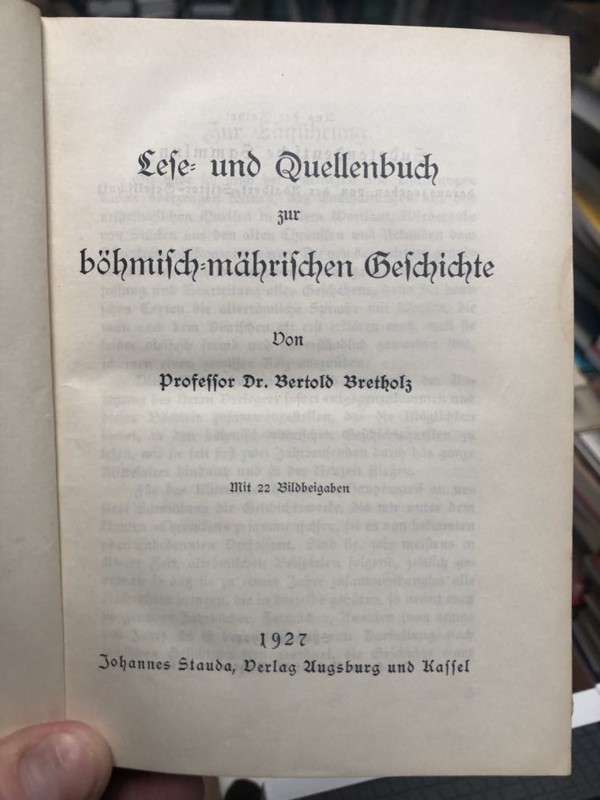 Lese- und Quellenbuch
zur
böhmisch-mährischen Geschichte
Von
Professor Dr. Bertold Bretholz
Mit 22 Bildbeigaben
1927
Johannes Stauda, Verlag Augsburg und Kassel